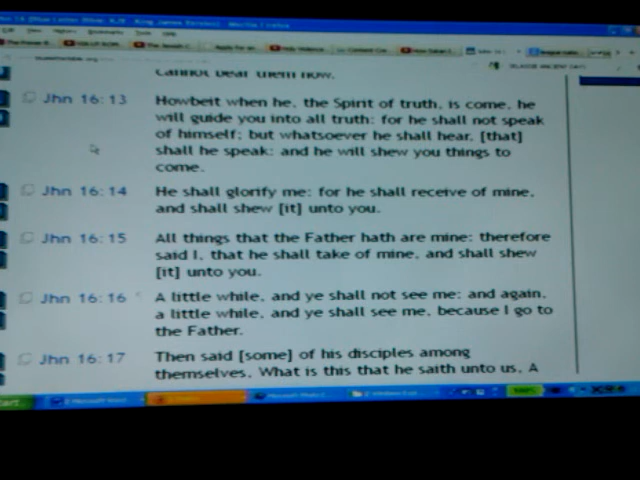 cannot bear them now.
Jhn 16:13 Howbeit when he, the Spirit of truth, is come, he
will guide you into all truth: for he shall not speak
of himself; but whatsoever he shall hear, [that]
shall he speak: and he will shew you things to
come.
Jhn 16:14 He shall glorify me: for he shall receive of mine,
and shall shew [it] unto you.
Jhn 16:15 All things that the Father hath are mine: therefore
said I, that he shall take of mine, and shall shew
[it] unto you.
Jhn 16:16 A little while, and ye shall not see me: and again,
a little while, and ye shall see me, because I go to
the Father.
Jhn 16:17 Then said [some] of his disciples among
themselves, What is this that he saith unto us, A